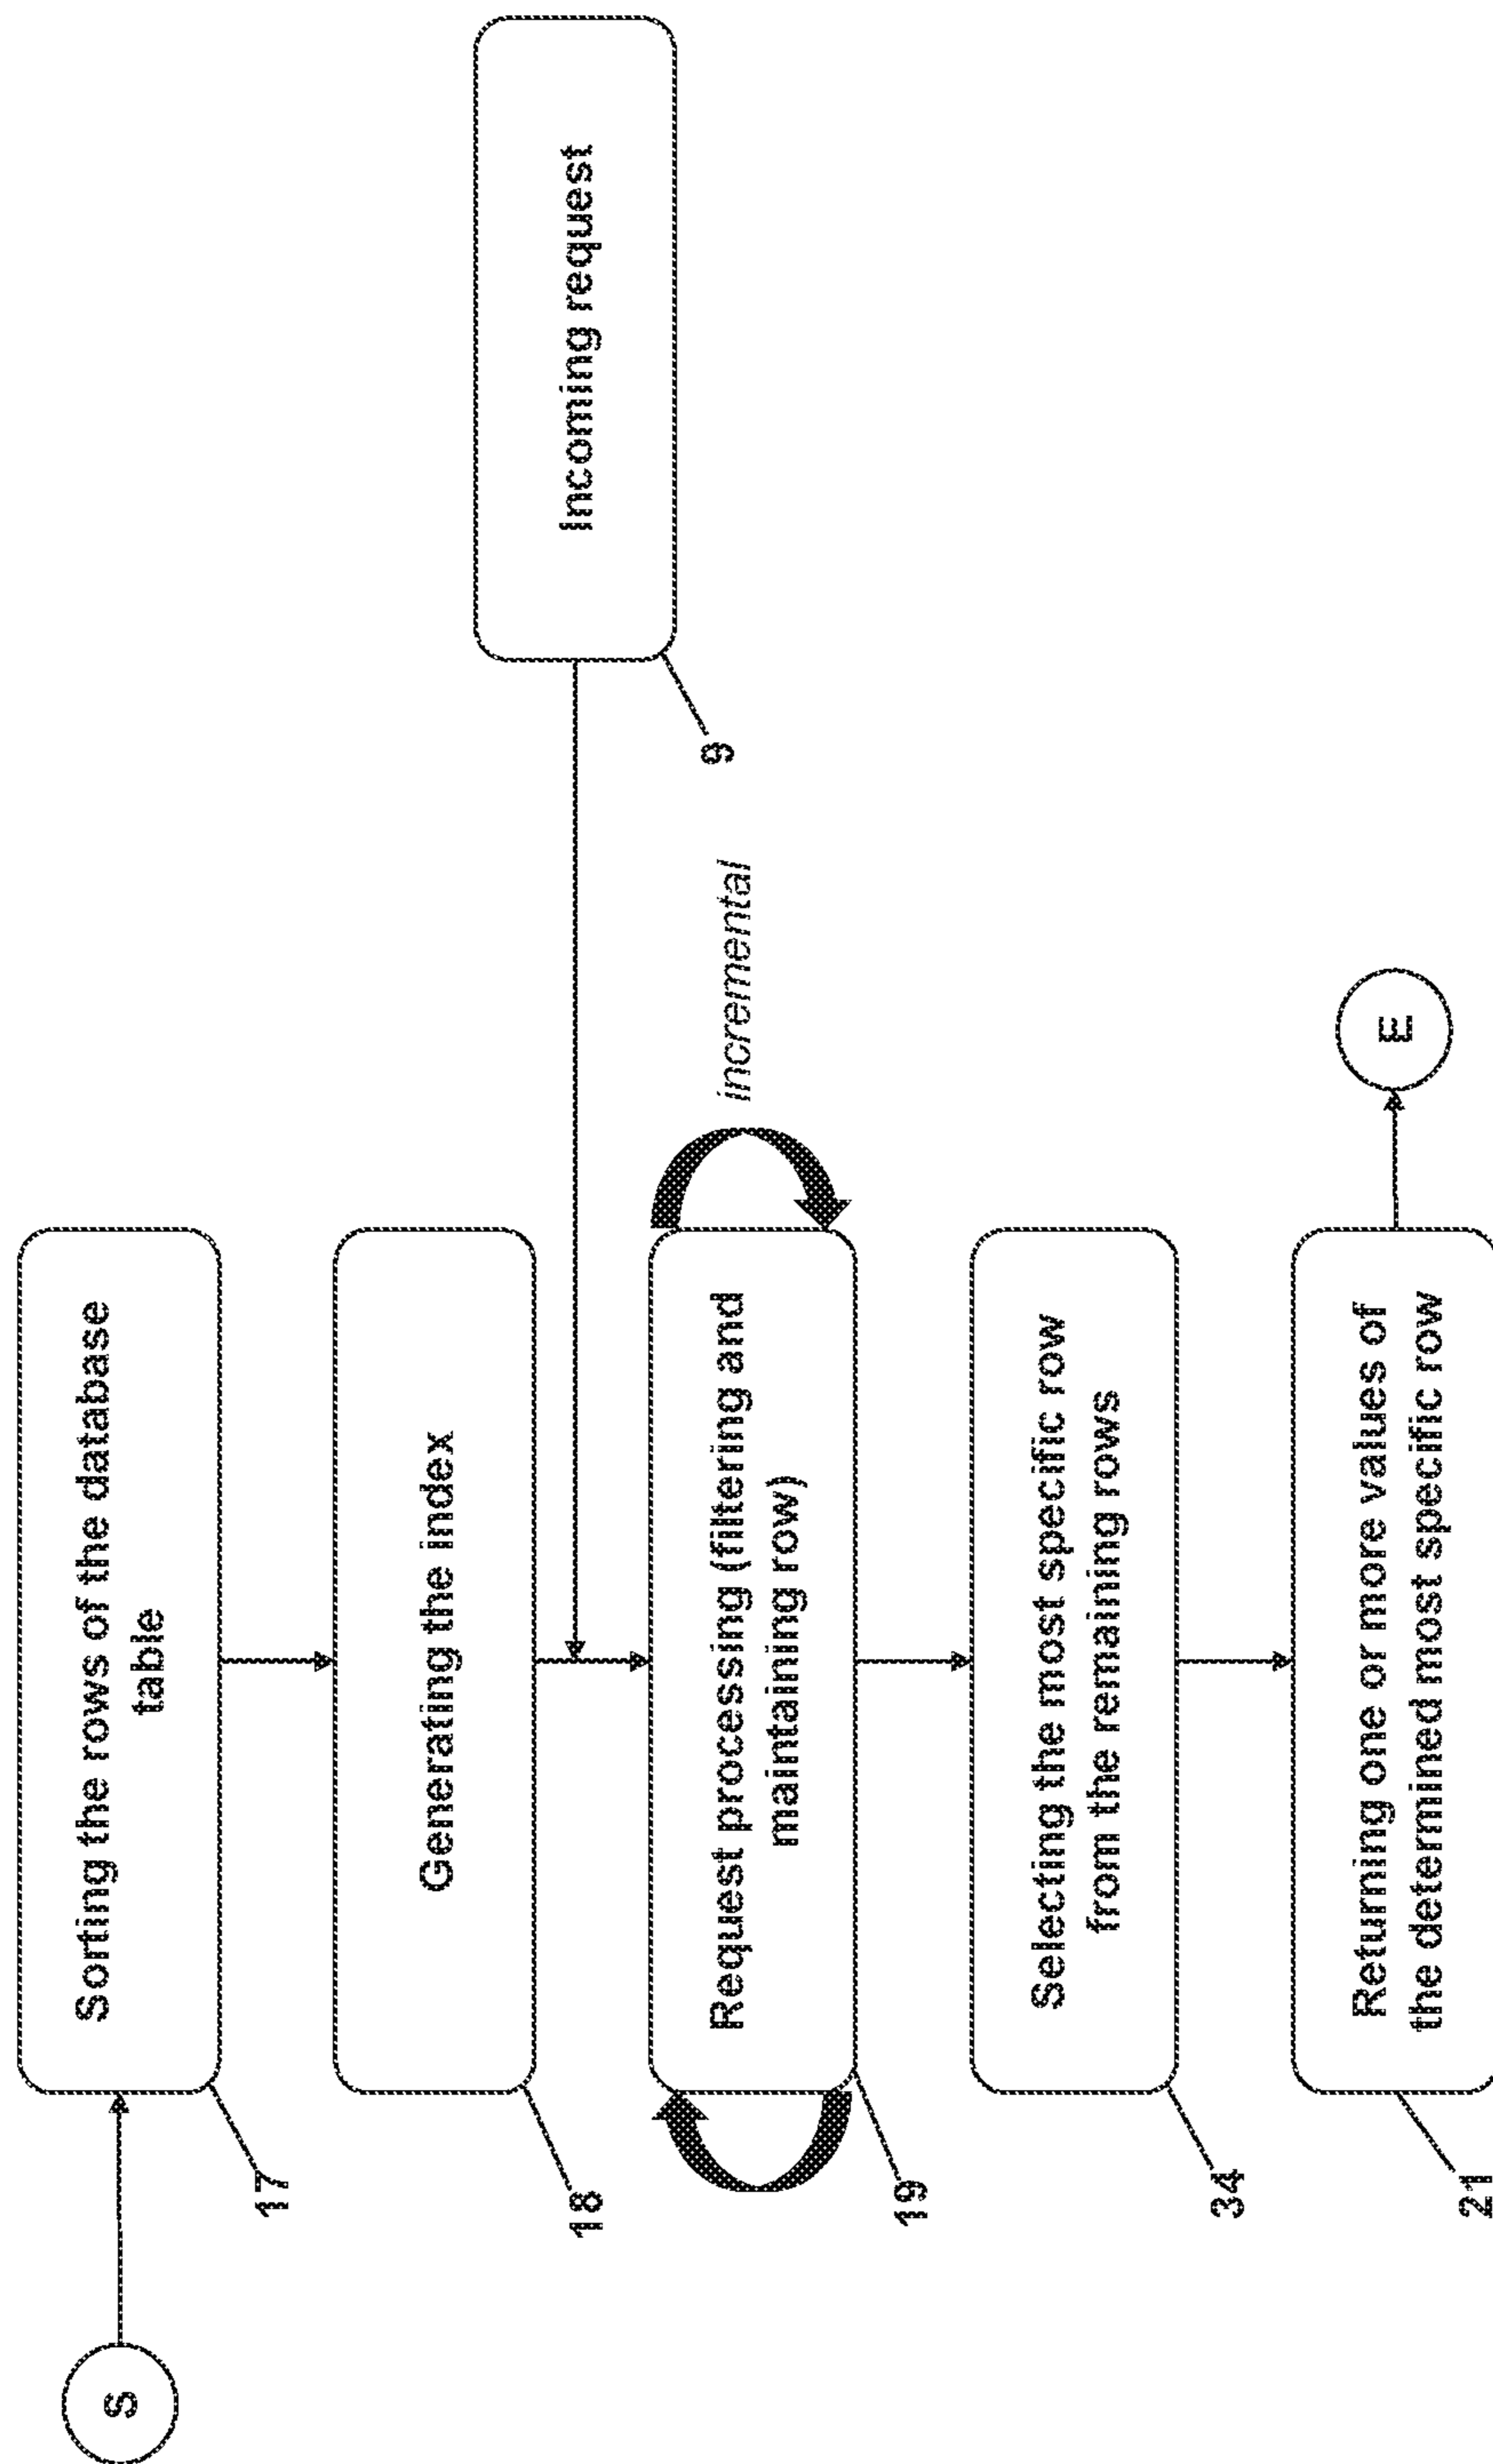 S
Sorting the rows of the database
table
17
Generating the index
18
Incoming request
9
Request processing (filtering and
maintaining row)
incremental
19
Selecting the most specific row
from the remaining rows
34
Returning one or more values of
the determined most specific row
21
E